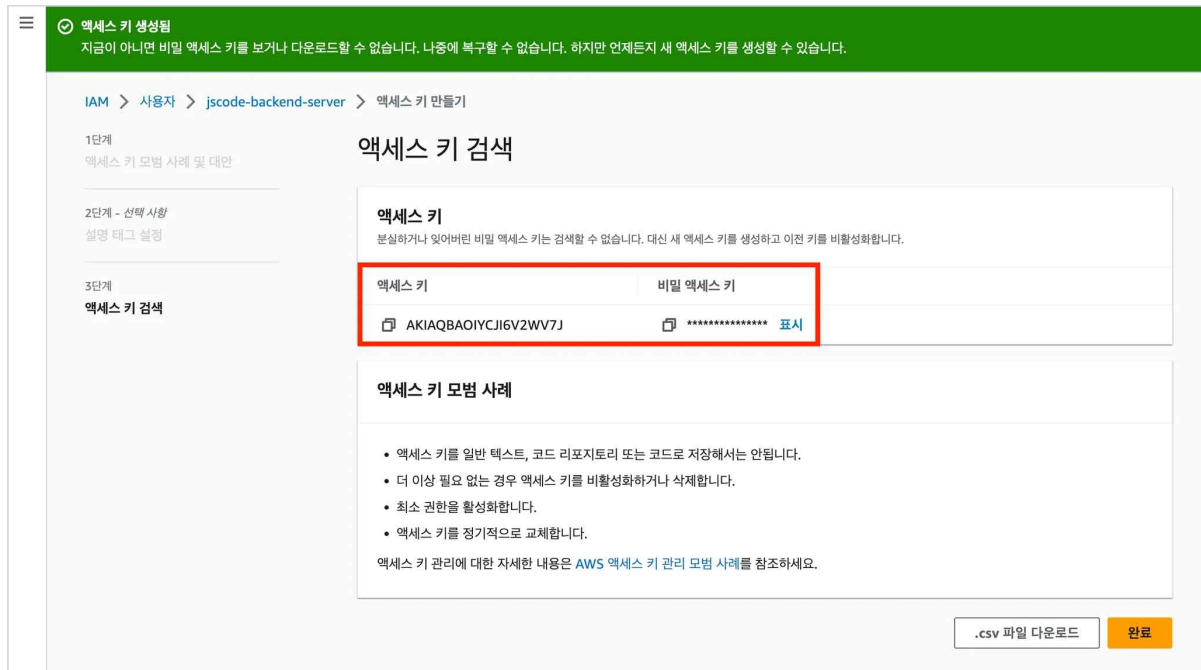 액세스 키 생성됨
지금이 아니면 비밀 액세스 키를 보거나 다운로드할 수 없습니다. 나중에 복구할 수 없습니다. 하지만 언제든지 새 액세스 키를 생성할 수 있습니다.
IAM > 사용자 > jscode-backend-server > 액세스 키 만들기
1단계
액세스 키 모범 사례 및 대안
2단계 - 선택 사항
설명 태그 설정
3단계
액세스 키 검색
액세스 키 검색
액세스 키
분실하거나 잊어버린 비밀 액세스 키는 검색할 수 없습니다. 대신 새 액세스 키를 생성하고 이전 키를 비활성화합니다.
액세스 키 비밀 액세스 키
AKIAQBAOIYCJI6V2WV7J *************** 표시
액세스 키 모범 사례
• 액세스 키를 일반 텍스트, 코드 리포지토리 또는 코드로 저장해서는 안됩니다.
• 더 이상 필요 없는 경우 액세스 키를 비활성화하거나 삭제합니다.
• 최소 권한을 활성화합니다.
• 액세스 키를 정기적으로 교체합니다.
액세스 키 관리에 대한 자세한 내용은 AWS 액세스 키 관리 모범 사례를 참조하세요.
.csv 파일 다운로드 완료